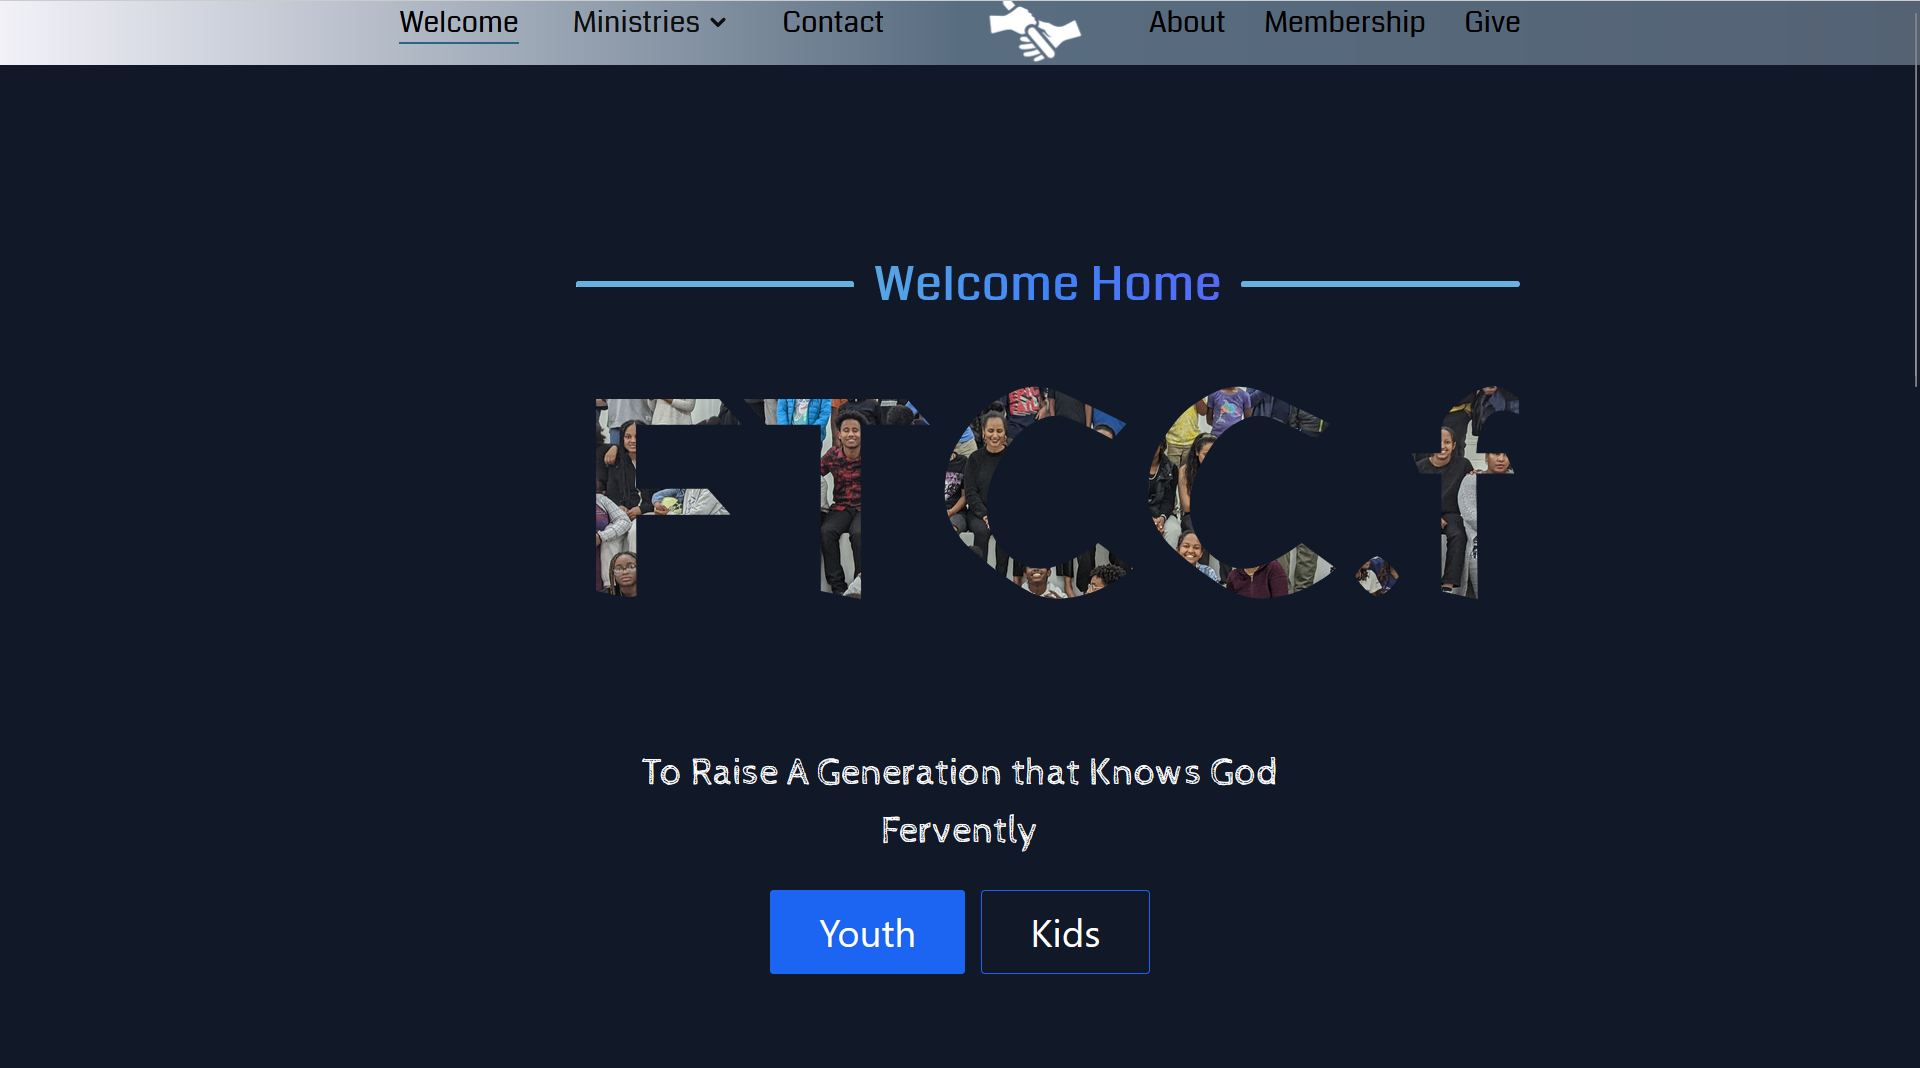 Welcome Ministries Contact About Membership Give
Welcome Home
FTCC.f
To Raise A Generation that Knows God
Fervently
Youth Kids